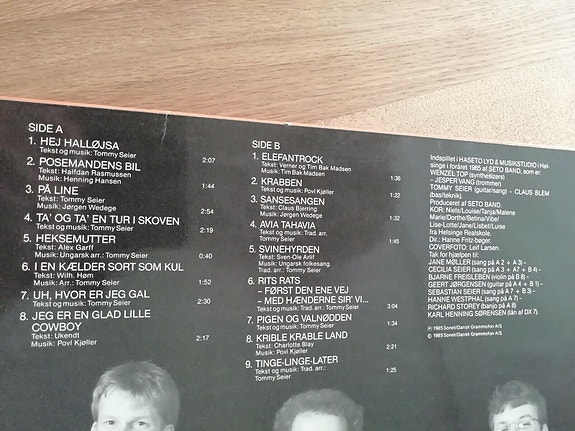 SIDE A
1. HEJ HALLØJSA
Tekst og musik: Tommy Seier 2:07
2. POSEMANDENS BIL
Tekst: Halfdan Rasmussen
Musik: Henning Hansen 1:44
3. PÅ LINE
Tekst: Tommy Seier
Musik: Jørgen Wedege 2:54
4. TA' OG TA' EN TUR I SKOVEN
Tekst og musik: Tommy Seier 2:19
5. HEKSEMUTTER
Tekst: Alex Garff
Musik: Ungarsk arr.: Tommy Seier 0:40
6. I EN KÆLDER SORT SOM KUL
Tekst: Wilh. Høm
Musik: Arr.: Tommy Seier 1:52
7. UH, HVOR ER JEG GAL
Tekst og musik: Tommy Seier 2:30
8. JEG ER EN GLAD LILLE
COWBOY
Tekst: Ukendt
Musik: Povl Kjøller 2:17
SIDE B
1. ELEFANTROCK
Tekst: Verner og Tim Bak Madsen
Musik: Tim Bak Madsen 1:36
2. KRABBEN
Tekst og musik: Povl Kjøller 1:22
3. SANSESANGEN
Tekst: Claus Bjerring
Musik: Jørgen Wedege 1:32
4. AVIA TAHAVIA
Tekst og musik: Trad. arr.:
Tommy Seier 1:45
5. SVINEHYRDEN
Tekst: Sven-Ole Ariif
Musik: Ungarsk folkesang.
Trad. arr.: Tommy Seier
6. RITS RATS
– FØRST DEN ENE VEJ
– MED HÆNDERNE SIR' VI...
Tekst og musik: Trad. arr.: Tommy Seier 3:04
7. PIGEN OG VALNØDDEN
Tekst og musik: Tommy Seier 1:34
8. KRIBLE KRABLE LAND
Tekst: Charlotte Blay
Musik: Povl Kjøller 2:21
9. TINGE-LINGE-LATER
Tekst og musik: Trad. arr.:
Tommy Seier 1:25
Indspillet i HASETO LYD & MUSIKSTUDIO i Hel-
singe i foråret 1985 af SETO BAND, som er:
WENZEL TOP (synthesizers)
– JESPER VANG (trommer)
TOMMY SEIER (guitar/sang) – CLAUS BLEM
(bas/teknik).
Produceret af SETO BAND.
KOR: Niels/Louise/Tanja/Malene
Marie/Dorthe/Betina/Vibe/
Lise-Lotte/Jane/Lisbet/Luise
fra Helsinge Realskole.
Dir.: Hanne Fritz-bøger.
COVERFOTO: Leif Larsen.
Tak for hjælpen til:
JANE MØLLER (sang på A 2 + A 3) -
CECILIA SEIER (sang på A 3 + A7 + B 4) -
BJARNE FREISLEBEN (violin på B 8) -
GEERT JØRGENSEN (guitar på A 4 + B 1) -
SEBASTIAN SEIER (sang på A 7 + B 3) -
HANNE WESTPHAL (sang på A 7) -
RICHARD STOREY (banjo på A 8)
KARL HENNING SØRENSEN (lån af DX 7).
℗ 1985 Sonet/Dansk Grammofon A/S
© 1985 Sonet/Dansk Grammofon A/S